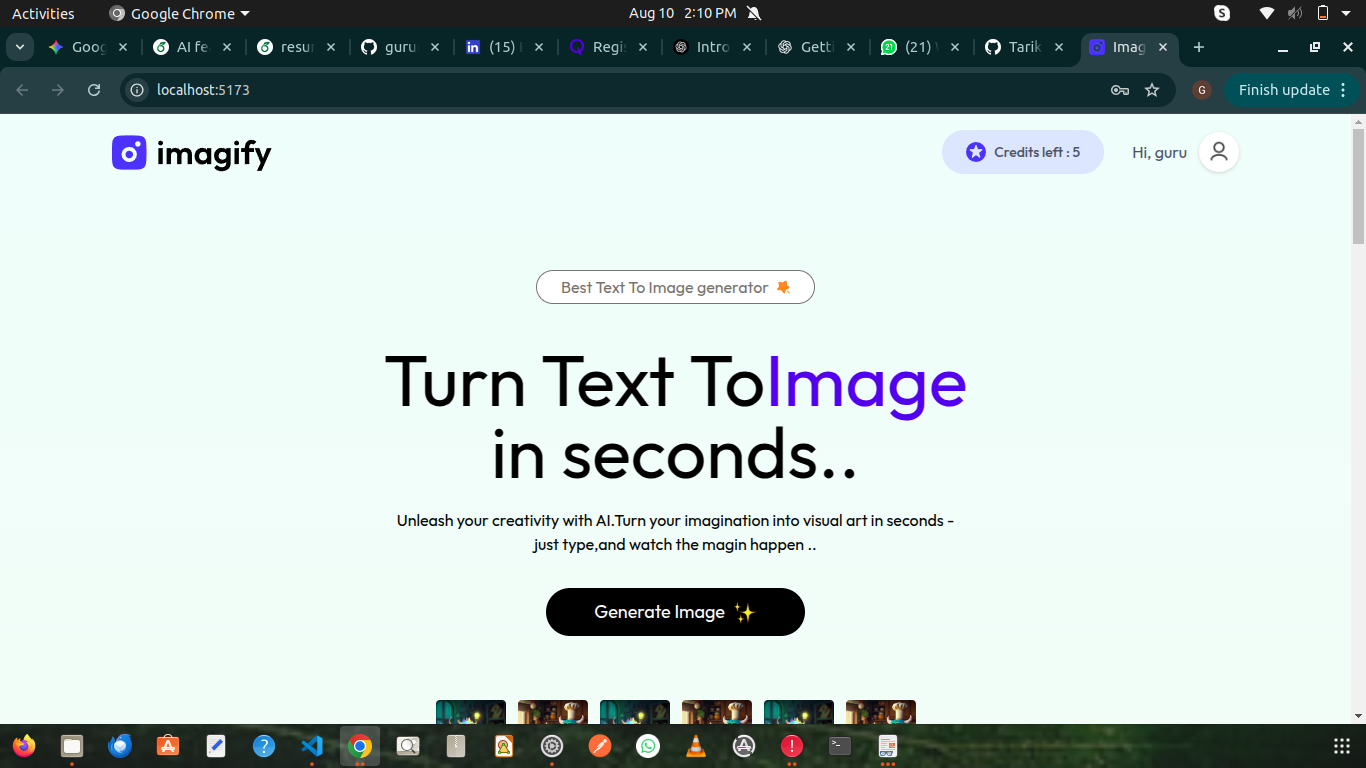 Activities
Google Chrome
Aug 10 2:10 PM
S
Goog
AI fe
resur
guru
(15)
Regis
Intro
Getti
21
(21)
Tarik
Imag
localhost:5173
G
Finish update
imagify
Credits left : 5
Hi, guru
Best Text To Image generator
Turn Text ToImage
in seconds..
Unleash your creativity with AI.Turn your imagination into visual art in seconds -
just type,and watch the magin happen ..
Generate Image